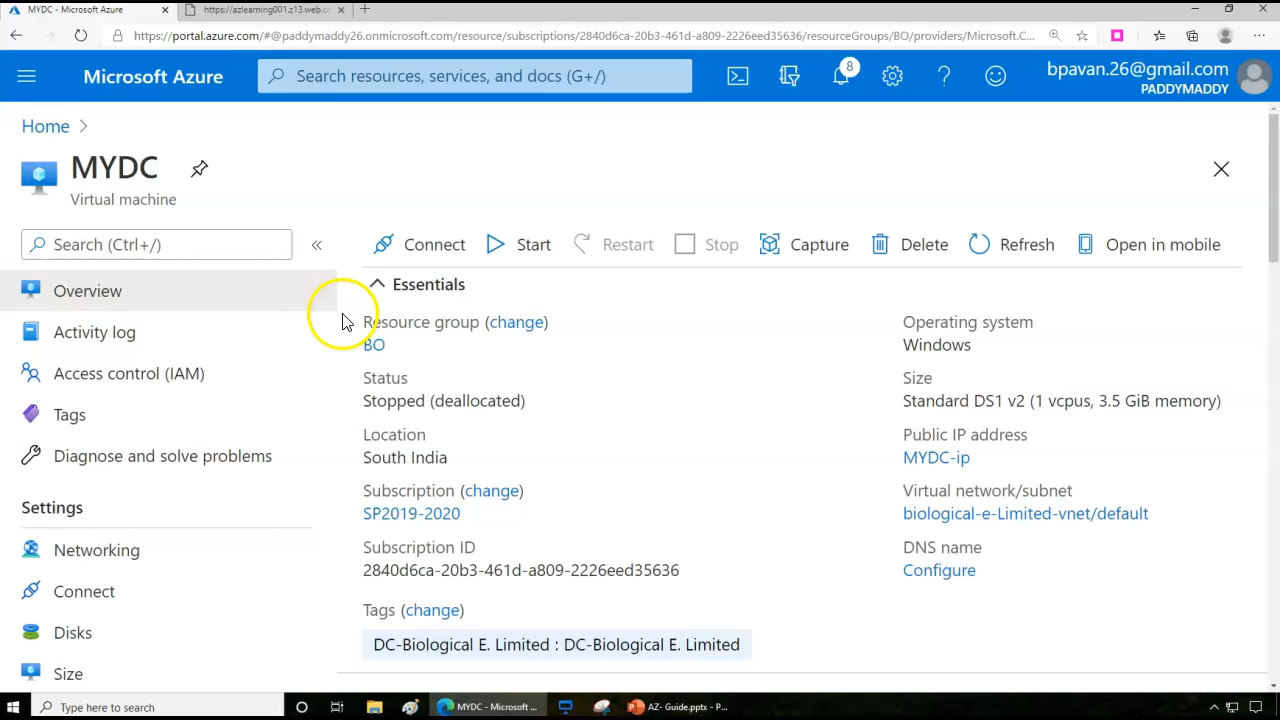 MYDC - Microsoft Azure
https://azlearning001.z13.web.c
https://portal.azure.com/#@paddymaddy26.onmicrosoft.com/resource/subscriptions/2840d6ca-20b3-461d-a809-2226eed35636/resourceGroups/BO/providers/Microsoft.C...
Microsoft Azure
Search resources, services, and docs (G+/)
8
bpavan.26@gmail.com
PADDYMADDY
Home
MYDC
Virtual machine
Search (Ctrl+/)
«
Connect
Start
Restart
Stop
Capture
Delete
Refresh
Open in mobile
Overview
Activity log
Access control (IAM)
Tags
Diagnose and solve problems
Settings
Networking
Connect
Disks
Size
Essentials
Resource group (change)
BO
Status
Stopped (deallocated)
Location
South India
Subscription (change)
SP2019-2020
Subscription ID
2840d6ca-20b3-461d-a809-2226eed35636
Tags (change)
DC-Biological E. Limited : DC-Biological E. Limited
Operating system
Windows
Size
Standard DS1 v2 (1 vcpus, 3.5 GiB memory)
Public IP address
MYDC-ip
Virtual network/subnet
biological-e-Limited-vnet/default
DNS name
Configure
Type here to search
MYDC - Microsoft ...
AZ- Guide.pptx - P...